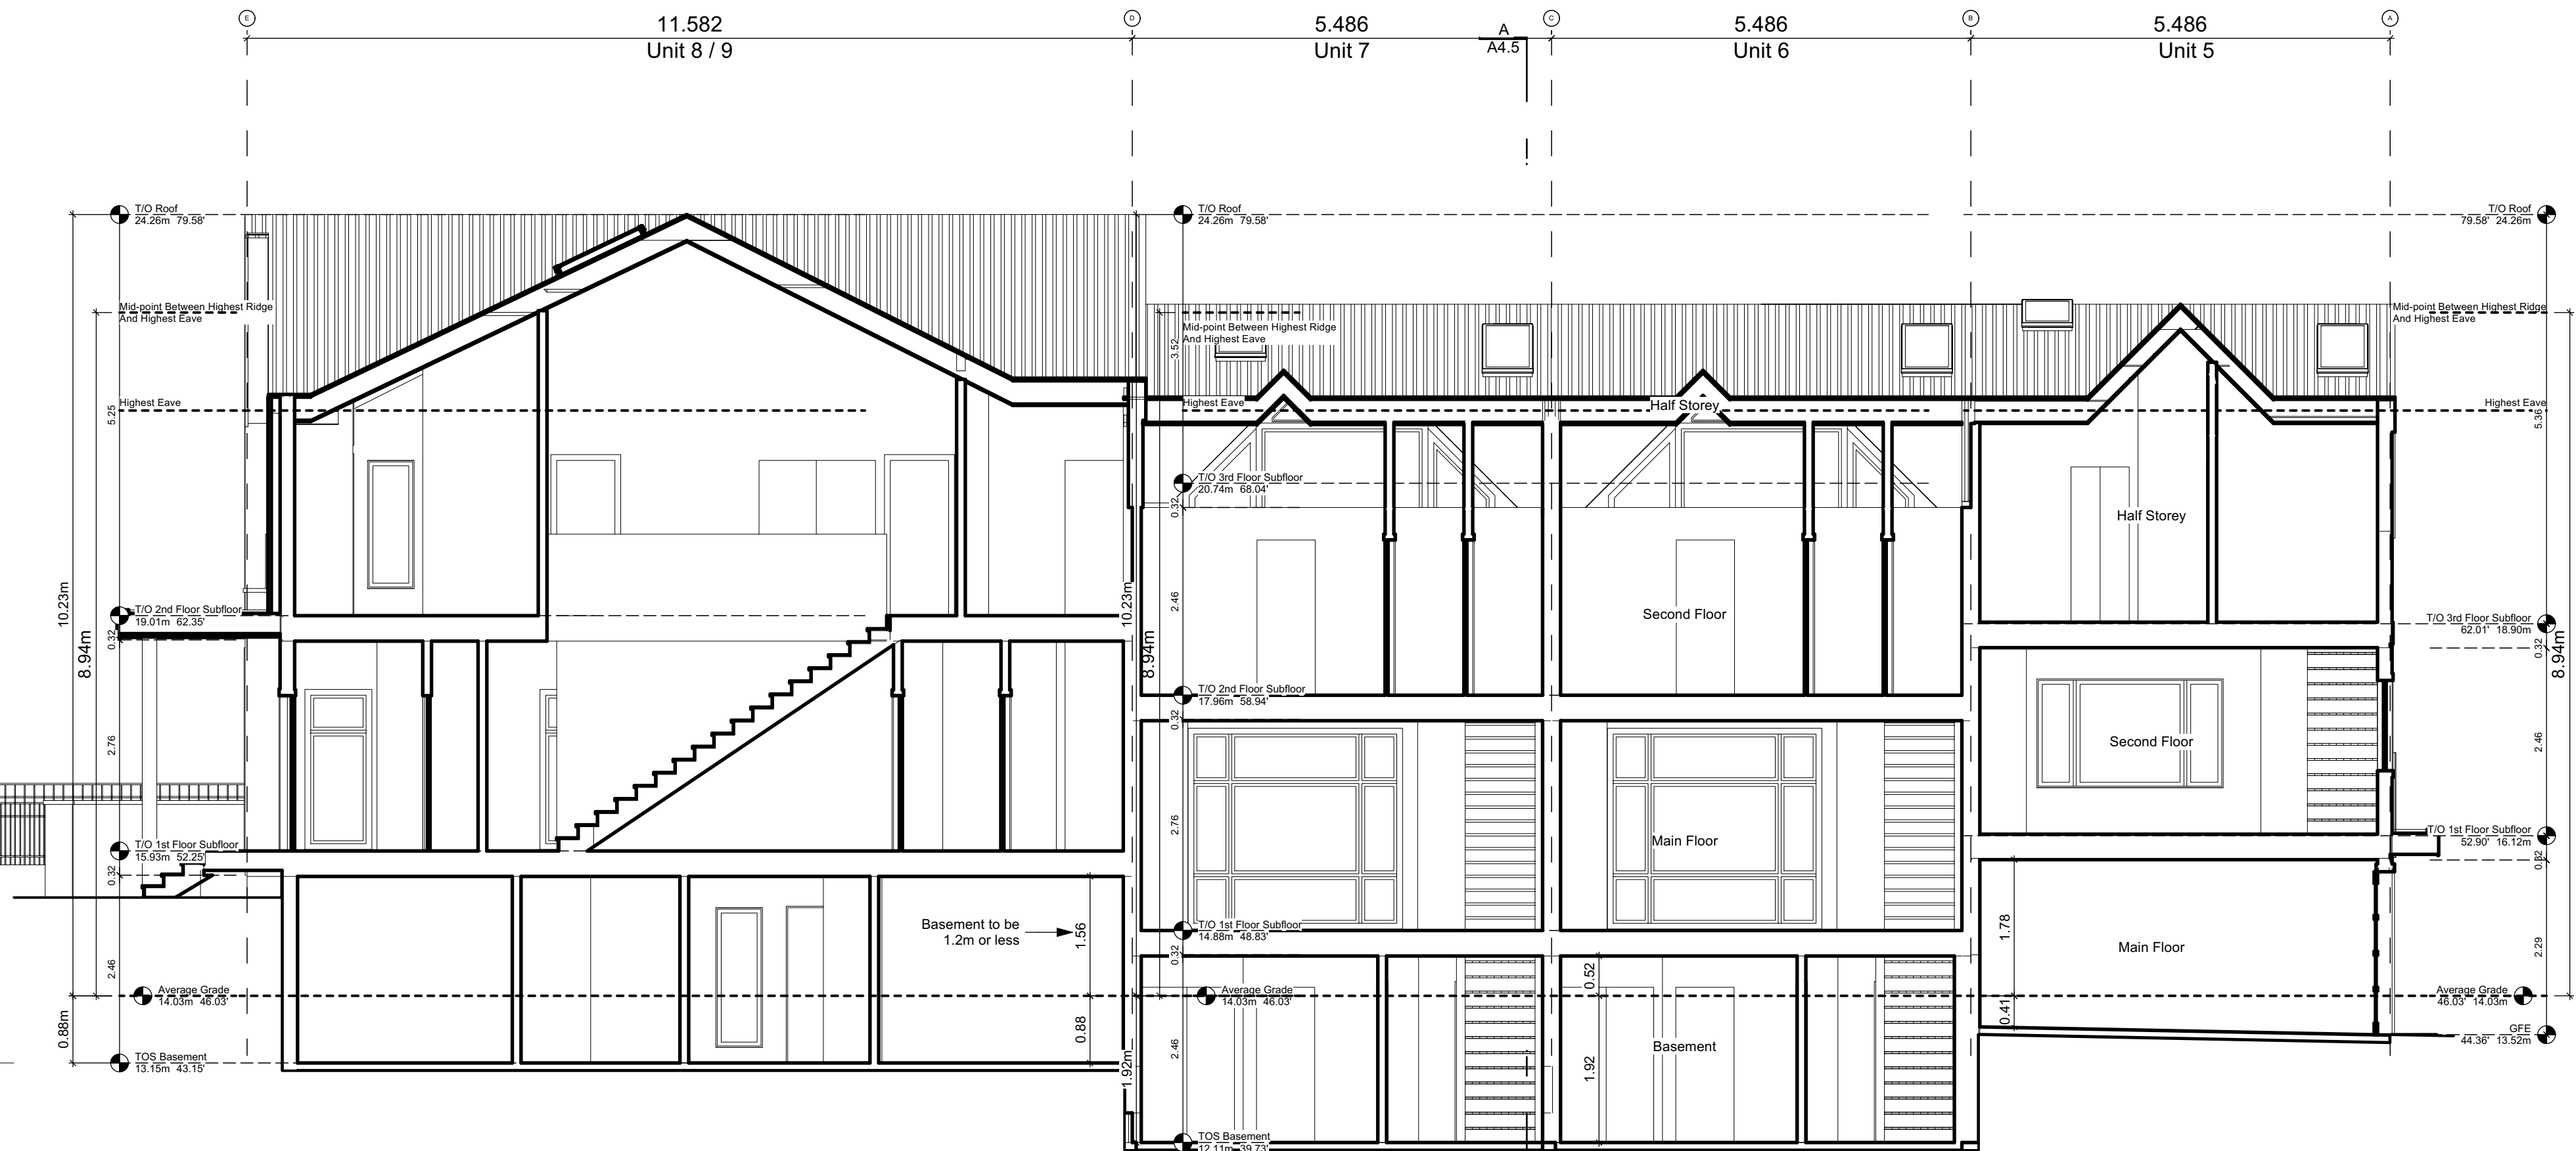 E
D
C
B
A
11.582
5.486
5.486
5.486
A
A4.5
Unit 8 / 9
Unit 7
Unit 6
Unit 5
T/O Roof
24.26m 79.58'
T/O Roof
24.26m 79.58'
T/O Roof
79.58' 24.26m
Mid-point Between Highest Ridge
And Highest Eave
Mid-point Between Highest Ridge
And Highest Eave
Mid-point Between Highest Ridge
And Highest Eave
3.52
Highest Eave
Highest Eave
Half Storey
Highest Eave
5.25
5.36
T/O 3rd Floor Subfloor
20.74m 68.04'
0.32
Half Storey
10.23m
10.23m
2.46
Second Floor
T/O 2nd Floor Subfloor
19.01m 62.35'
T/O 3rd Floor Subfloor
62.01' 18.90m
0.32
0.32
8.94m
8.94m
8.94m
T/O 2nd Floor Subfloor
17.96m 58.94'
0.32
2.76
Second Floor
2.46
2.76
Main Floor
T/O 1st Floor Subfloor
15.93m 52.25'
T/O 1st Floor Subfloor
52.90' 16.12m
0.32
0.32
Basement to be
1.2m or less
1.56
T/O 1st Floor Subfloor
14.88m 48.83'
0.32
1.78
Main Floor
2.29
2.46
0.52
Average Grade
14.03m 46.03'
Average Grade
14.03m 46.03'
Average Grade
46.03' 14.03m
0.41
0.88m
0.88
GFE
44.36' 13.52m
2.46
Basement
TOS Basement
13.15m 43.15'
1.92m
1.92
TOS Basement
12.11m 39.73'